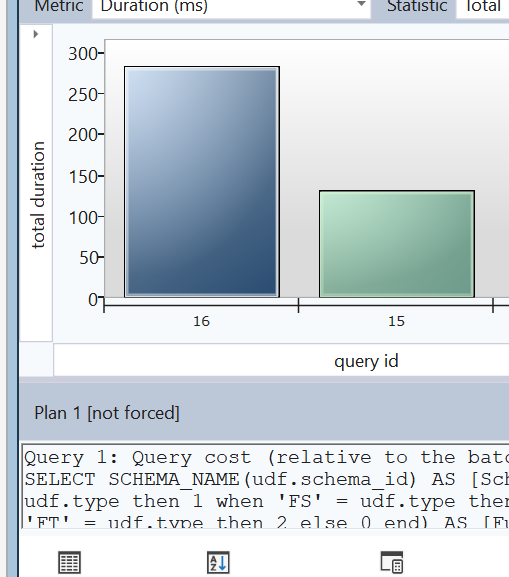 Metric Duration (ms) Statistic Total
300
250
200
150
100
50
0
total duration
16 15
query id
Plan 1 [not forced]
Query 1: Query cost (relative to the batc
SELECT SCHEMA_NAME(udf.schema_id) AS [Sch
udf.type then 1 when 'FS' = udf.type then
'FT' = udf.type then 2 else 0 end) AS [Fu
A
Z